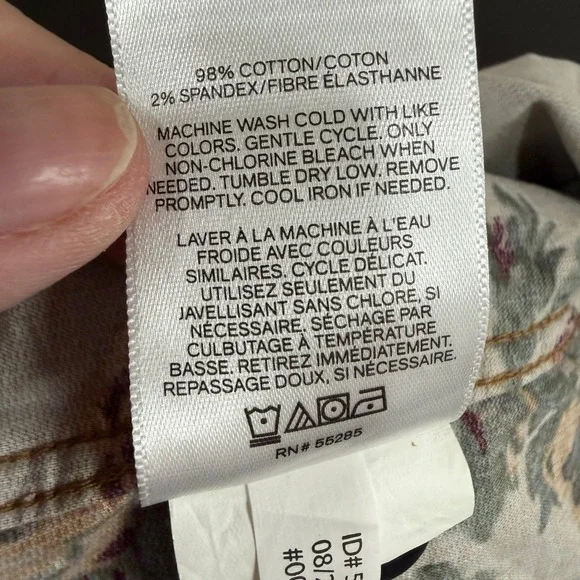 98% COTTON/COTON
2% SPANDEX/FIBRE ÉLASTHANNE
MACHINE WASH COLD WITH LIKE
COLORS. GENTLE CYCLE. ONLY
NON-CHLORINE BLEACH WHEN
NEEDED. TUMBLE DRY LOW. REMOVE
PROMPTLY. COOL IRON IF NEEDED.
LAVER À LA MACHINE À L'EAU
FROIDE AVEC COULEURS
SIMILAIRES. CYCLE DÉLICAT.
UTILIZEZ SEULEMENT DU
JAVELLISANT SANS CHLORE, SI
NÉCESSAIRE. SÉCHAGE PAR
CULBUTAGE À TEMPÉRATURE
BASSE. RETIREZ IMMÉDIATEMENT.
REPASSAGE DOUX, SI NÉCESSAIRE.
RN# 55285
ID#
08/